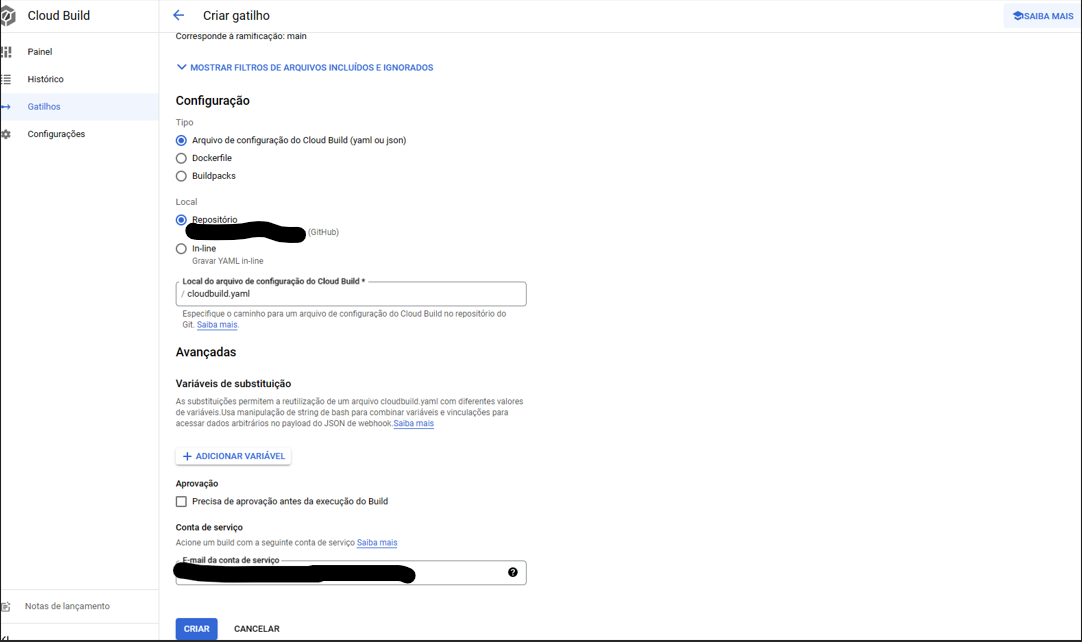 Cloud Build
Criar gatilho
SAIBA MAIS
Painel
Histórico
Gatilhos
Configurações
Corresponde à ramificação: main
MOSTRAR FILTROS DE ARQUIVOS INCLUÍDOS E IGNORADOS
Configuração
Tipo
Arquivo de configuração do Cloud Build (yaml ou json)
Dockerfile
Buildpacks
Local
Repositório
(GitHub)
In-line
Gravar YAML in-line
Local do arquivo de configuração do Cloud Build *
/ cloudbuild.yaml
Especifique o caminho para um arquivo de configuração do Cloud Build no repositório do
Git. Saiba mais.
Avançadas
Variáveis de substituição
As substituições permitem a reutilização de um arquivo cloudbuild.yaml com diferentes valores
de variáveis.Usa manipulação de string de bash para combinar variáveis e vinculações para
acessar dados arbitrários no payload do JSON de webhook.Saiba mais
+ ADICIONAR VARIÁVEL
Aprovação
Precisa de aprovação antes da execução do Build
Conta de serviço
Acione um build com a seguinte conta de serviço Saiba mais
E-mail da conta de serviço
Notas de lançamento
CRIAR
CANCELAR